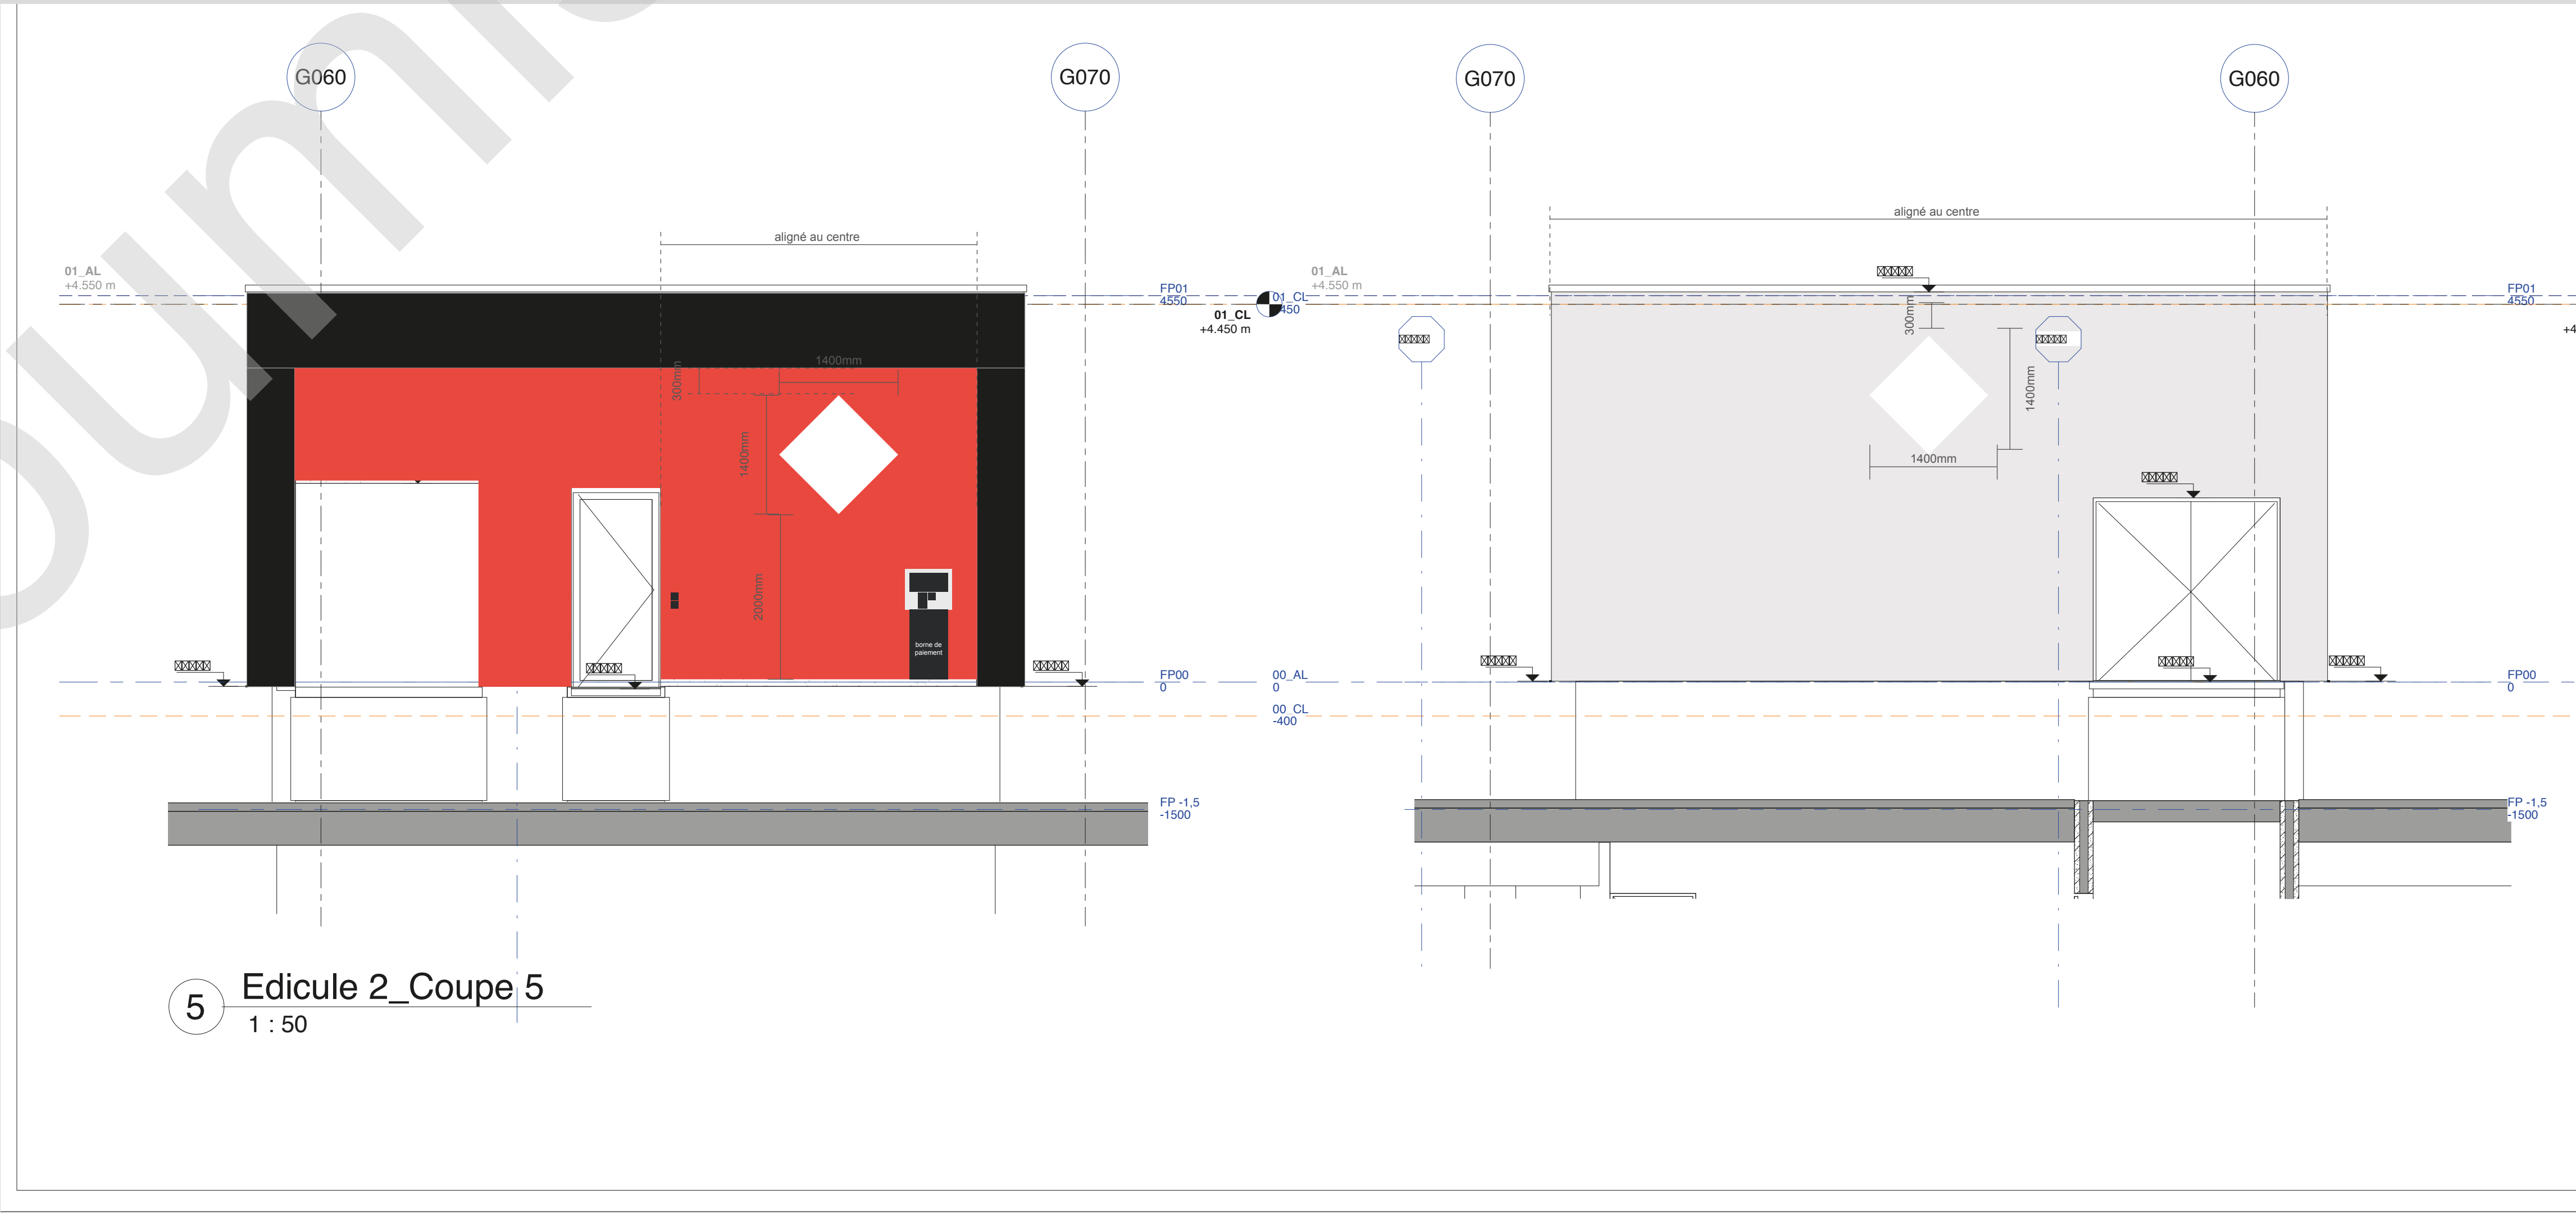 G060
G070
G070
G060
aligné au centre
aligné au centre
01_AL
+4.550 m
FP01
4550
01_CL
+4.450 m
01_CL
01_AL
+4.550 m
FP01
4550
300mm
1400mm
1400mm
2000mm
borne de
paiement
300mm
1400mm
1400mm
FP00
0
00_AL
0
00_CL
-400
FP00
0
FP -1,5
-1500
FP -1,5
-1500
5
Edicule 2_Coupe 5
1 : 50